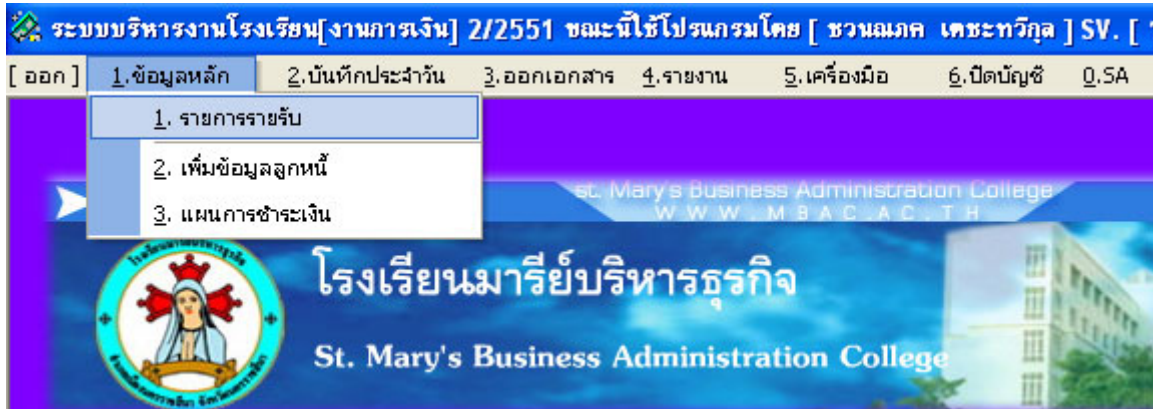 ระบบบริหารงานโรงเรียน[งานการเงิน] 2/2551 ขณะนี้ใช้โปรแกรมโดย [ ชวนณภค เตชะทวีกุล ] SV. [
[ ออก ] 1.ข้อมูลหลัก 2.บันทึกประจำวัน 3.ออกเอกสาร 4.รายงาน 5.เครื่องมือ 6.ปิดบัญชี 0.SA
1. รายการรายรับ
2. เพิ่มข้อมูลลูกหนี้
3. แผนการชำระเงิน
St. Mary's Business Administration College
WWW.MBAC.AC.TH
โรงเรียนมารีย์บริหารธุรกิจ
St. Mary's Business Administration College